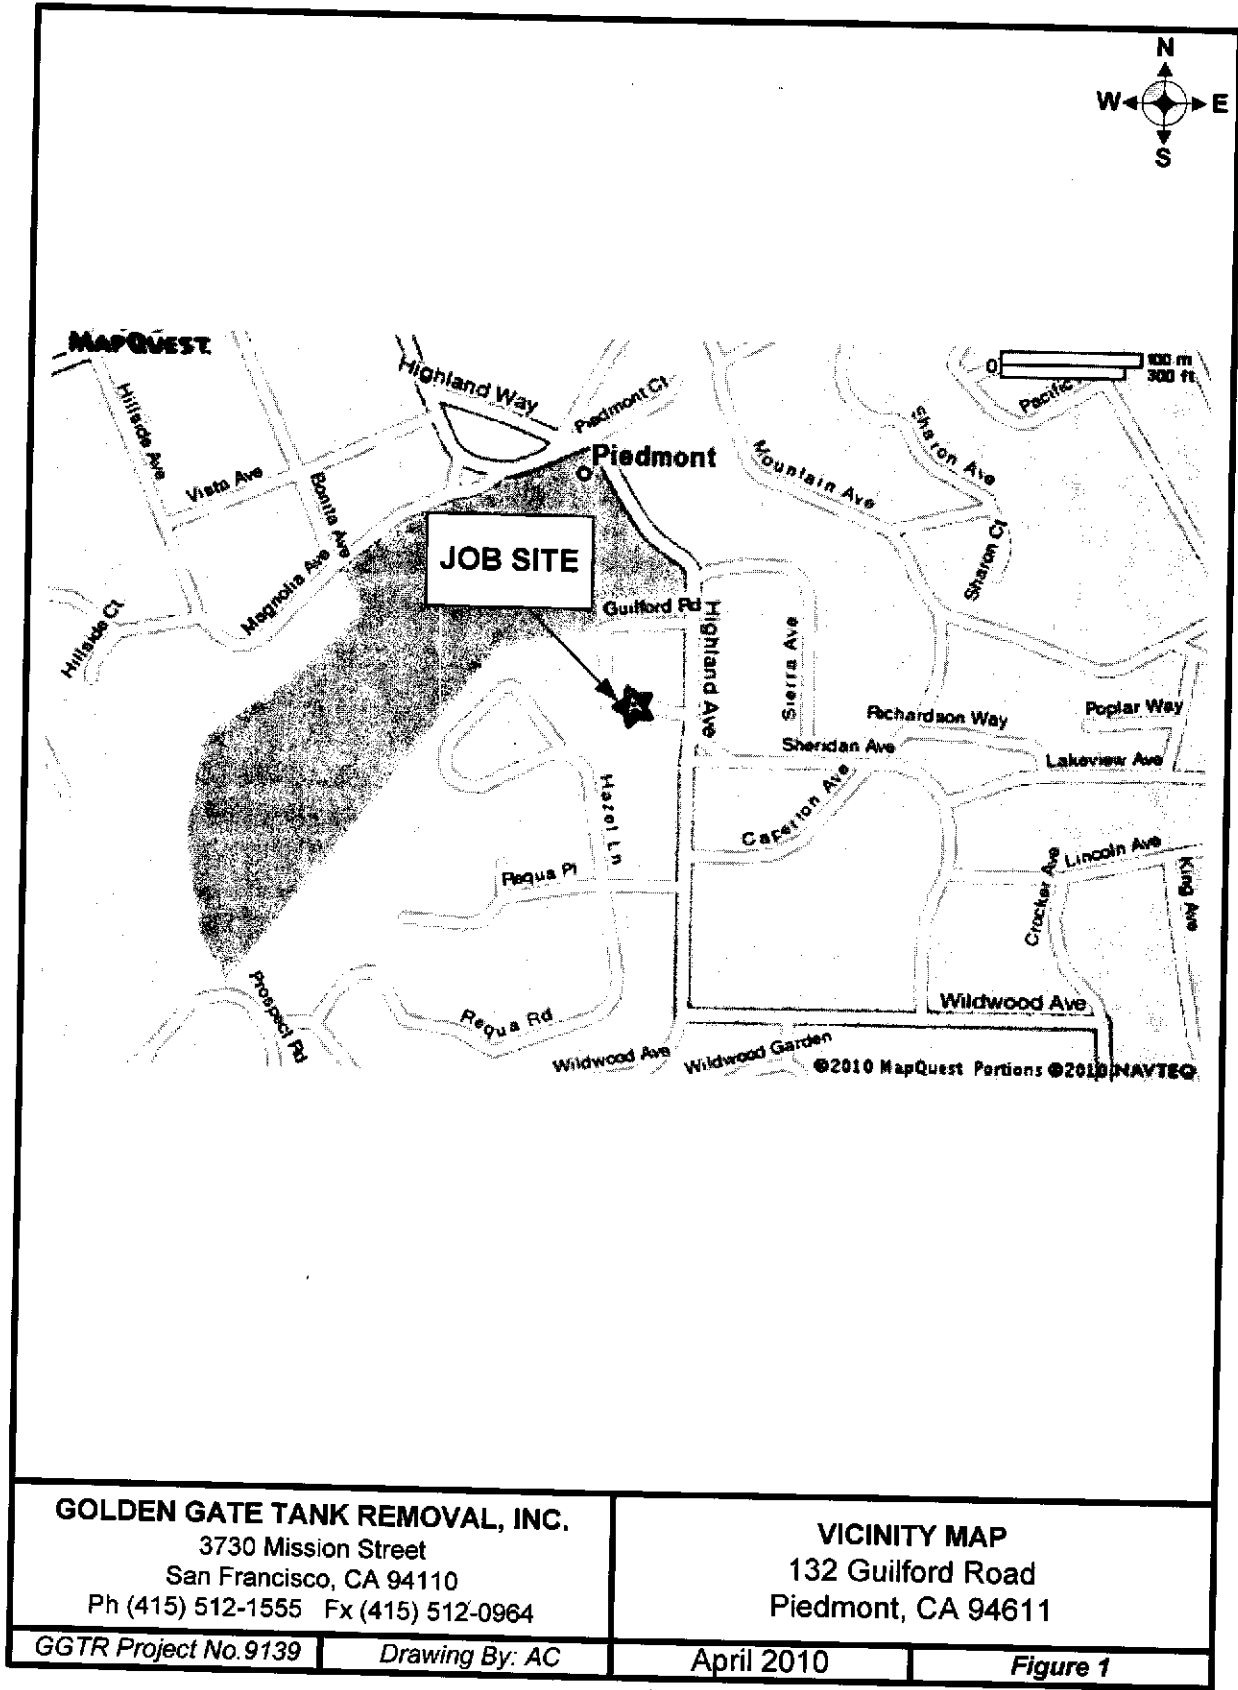 N
W E
S
MAPQUEST
0
100 m
300 ft
Highland Way
Piedmont Ct
Pacific
Hillside Ave
Sharon Ave
Piedmont
Mountain Ave
Vista Ave
Bonita Ave
JOB SITE
Sharon Ct
Magnolia Ave
Guilford Rd
Hillside Ct
Highland Ave
Sierra Ave
Richardson Way
Poplar Way
Sheridan Ave
Lakeview Ave
Hazel Ln
Caperton Ave
Requa Pl
Lincoln Ave
Crocker Ave
King Ave
Prospect Rd
Requa Rd
Wildwood Ave
Wildwood Ave
Wildwood Garden
©2010 MapQuest Portions ©2010 NAVTEQ
GOLDEN GATE TANK REMOVAL, INC.
3730 Mission Street
San Francisco, CA 94110
Ph (415) 512-1555 Fx (415) 512-0964
GGTR Project No. 9139
Drawing By: AC
VICINITY MAP
132 Guilford Road
Piedmont, CA 94611
April 2010
Figure 1